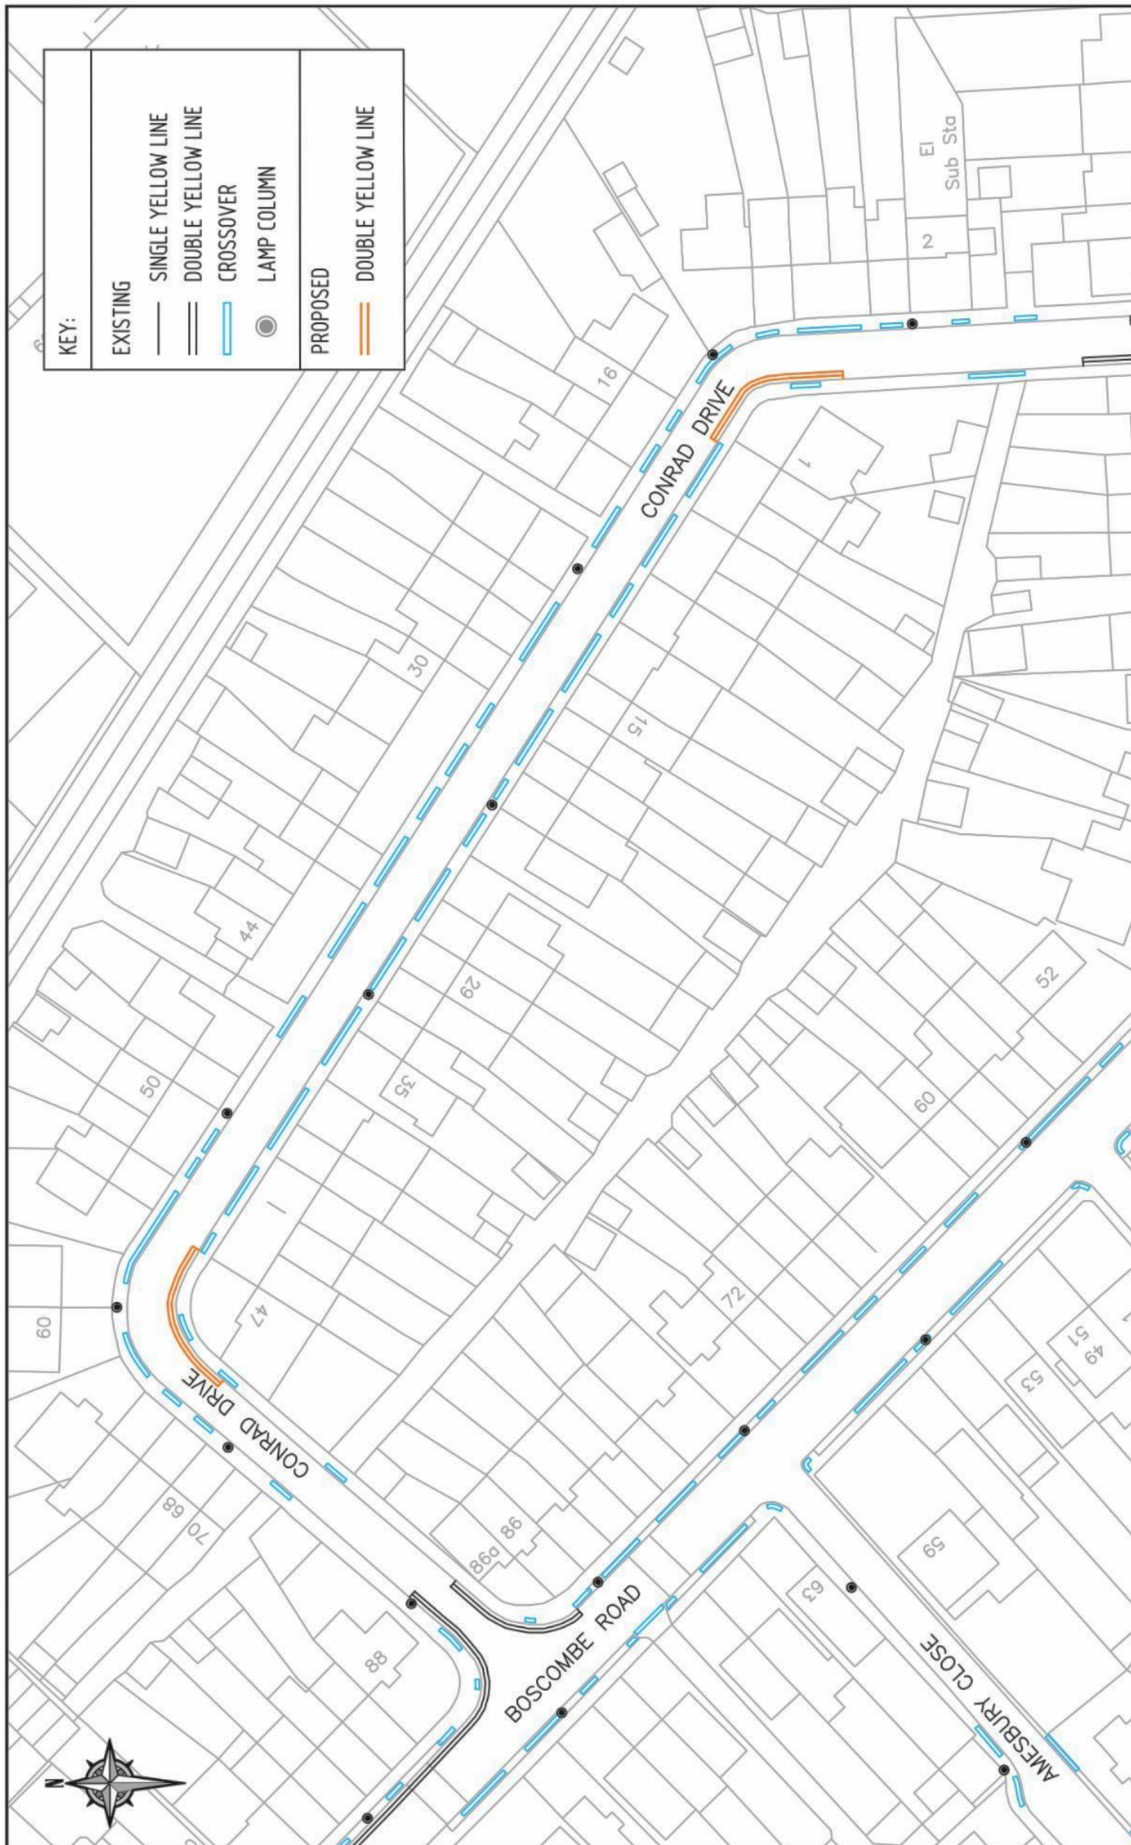 KEY:
EXISTING
SINGLE YELLOW LINE
DOUBLE YELLOW LINE
CROSSOVER
LAMP COLUMN
PROPOSED
DOUBLE YELLOW LINE
El
Sub Sta
2
16
CONRAD DRIVE
1
30
15
44
29
50
35
52
60
47
72
60
CONRAD DRIVE
51
49
53
70 68
98a
98
59
63
88
BOSCOMBE ROAD
AMESBURY CLOSE
N